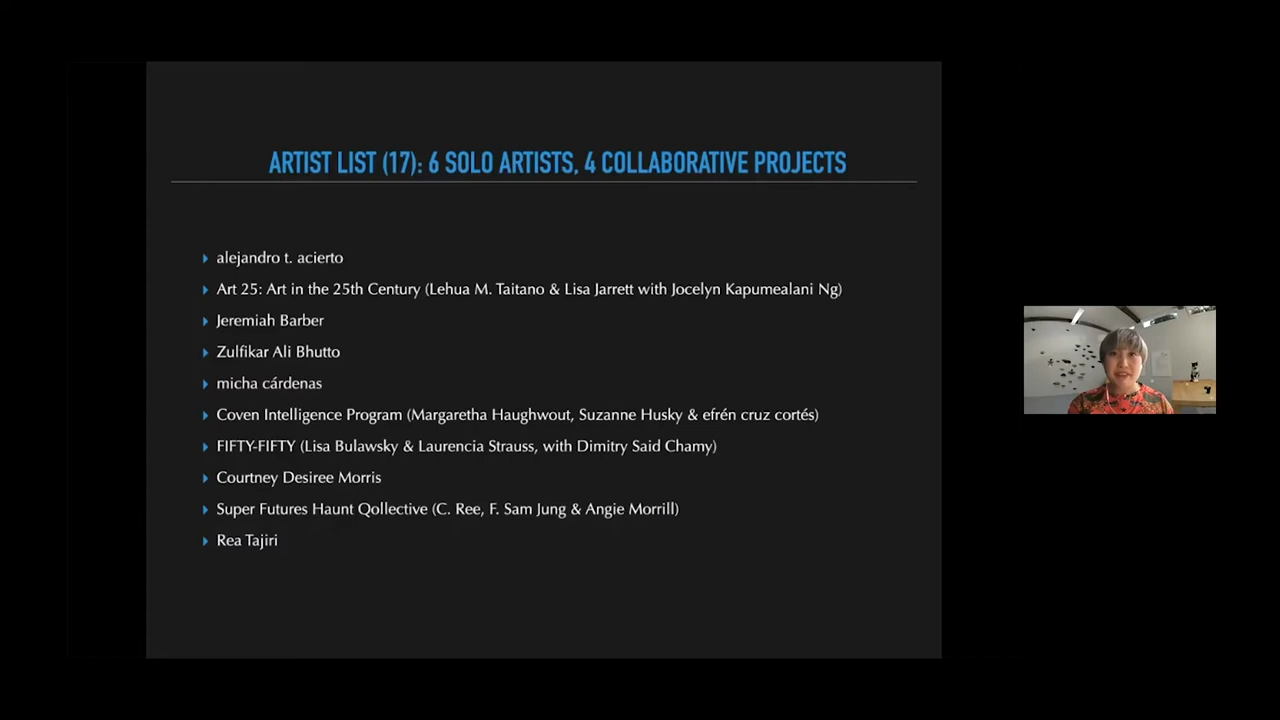 ARTIST LIST (17): 6 SOLO ARTISTS, 4 COLLABORATIVE PROJECTS
alejandro t. acierto
Art 25: Art in the 25th Century (Lehua M. Taitano & Lisa Jarrett with Jocelyn Kapumealani Ng)
Jeremiah Barber
Zulfikar Ali Bhutto
micha cárdenas
Coven Intelligence Program (Margaretha Haughwout, Suzanne Husky & efrén cruz cortés)
FIFTY-FIFTY (Lisa Bulawsky & Laurencia Strauss, with Dimitry Said Chamy)
Courtney Desiree Morris
Super Futures Haunt Qollective (C. Ree, F. Sam Jung & Angie Morrill)
Rea Tajiri